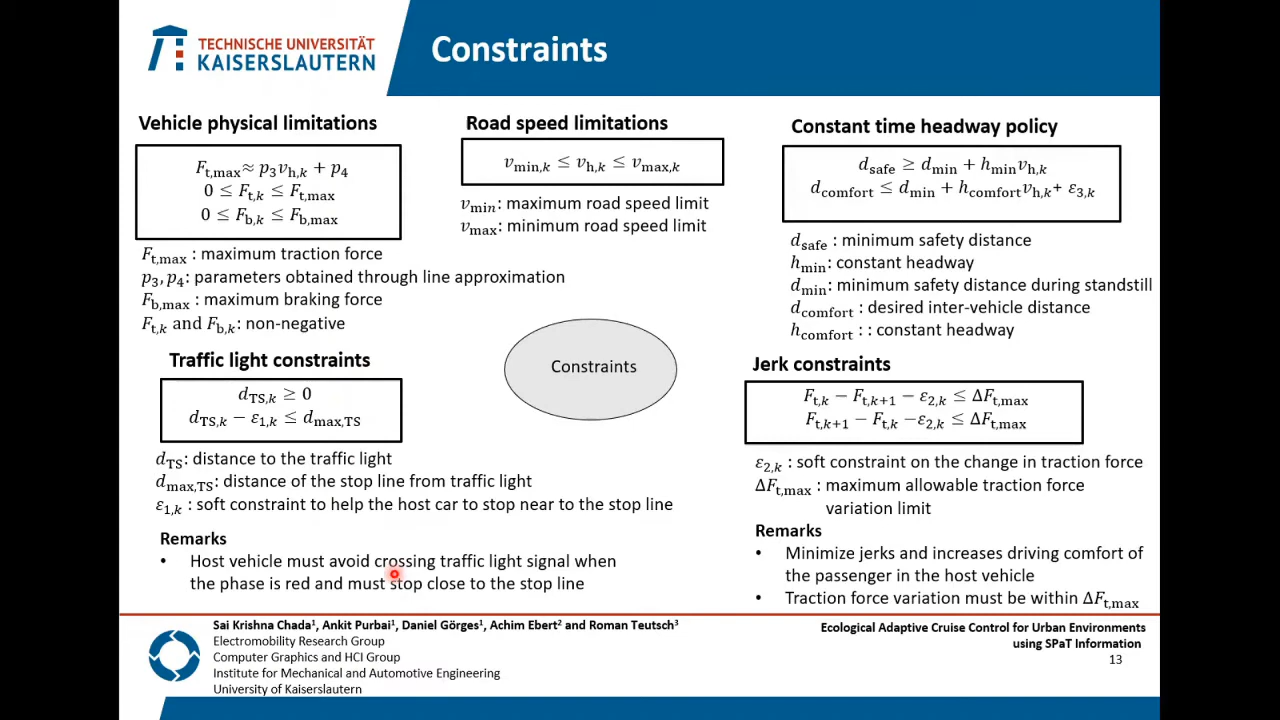 TECHNISCHE UNIVERSITÄT
KAISERSLAUTERN
Constraints
Vehicle physical limitations
F_t,max ≈ p_3 v_h,k + p_4
0 ≤ F_t,k ≤ F_t,max
0 ≤ F_b,k ≤ F_b,max
F_t,max : maximum traction force
p_3, p_4: parameters obtained through line approximation
F_b,max : maximum braking force
F_t,k and F_b,k: non-negative
Road speed limitations
v_min,k ≤ v_h,k ≤ v_max,k
v_min: maximum road speed limit
v_max: minimum road speed limit
Constant time headway policy
d_safe ≥ d_min + h_min v_h,k
d_comfort ≤ d_min + h_comfort v_h,k + ε_3,k
d_safe : minimum safety distance
h_min: constant headway
d_min: minimum safety distance during standstill
d_comfort : desired inter-vehicle distance
h_comfort : : constant headway
Traffic light constraints
d_TS,k ≥ 0
d_TS,k − ε_1,k ≤ d_max,TS
d_TS: distance to the traffic light
d_max,TS: distance of the stop line from traffic light
ε_1,k : soft constraint to help the host car to stop near to the stop line
Remarks
• Host vehicle must avoid crossing traffic light signal when
the phase is red and must stop close to the stop line
Constraints
Jerk constraints
F_t,k − F_t,k+1 − ε_2,k ≤ ΔF_t,max
F_t,k+1 − F_t,k −ε_2,k ≤ ΔF_t,max
ε_2,k : soft constraint on the change in traction force
ΔF_t,max : maximum allowable traction force
variation limit
Remarks
• Minimize jerks and increases driving comfort of
the passenger in the host vehicle
• Traction force variation must be within ΔF_t,max
Sai Krishna Chada¹, Ankit Purbai¹, Daniel Görges¹, Achim Ebert² and Roman Teutsch³
Electromobility Research Group
Computer Graphics and HCI Group
Institute for Mechanical and Automotive Engineering
University of Kaiserslautern
Ecological Adaptive Cruise Control for Urban Environments
using SPaT Information
13